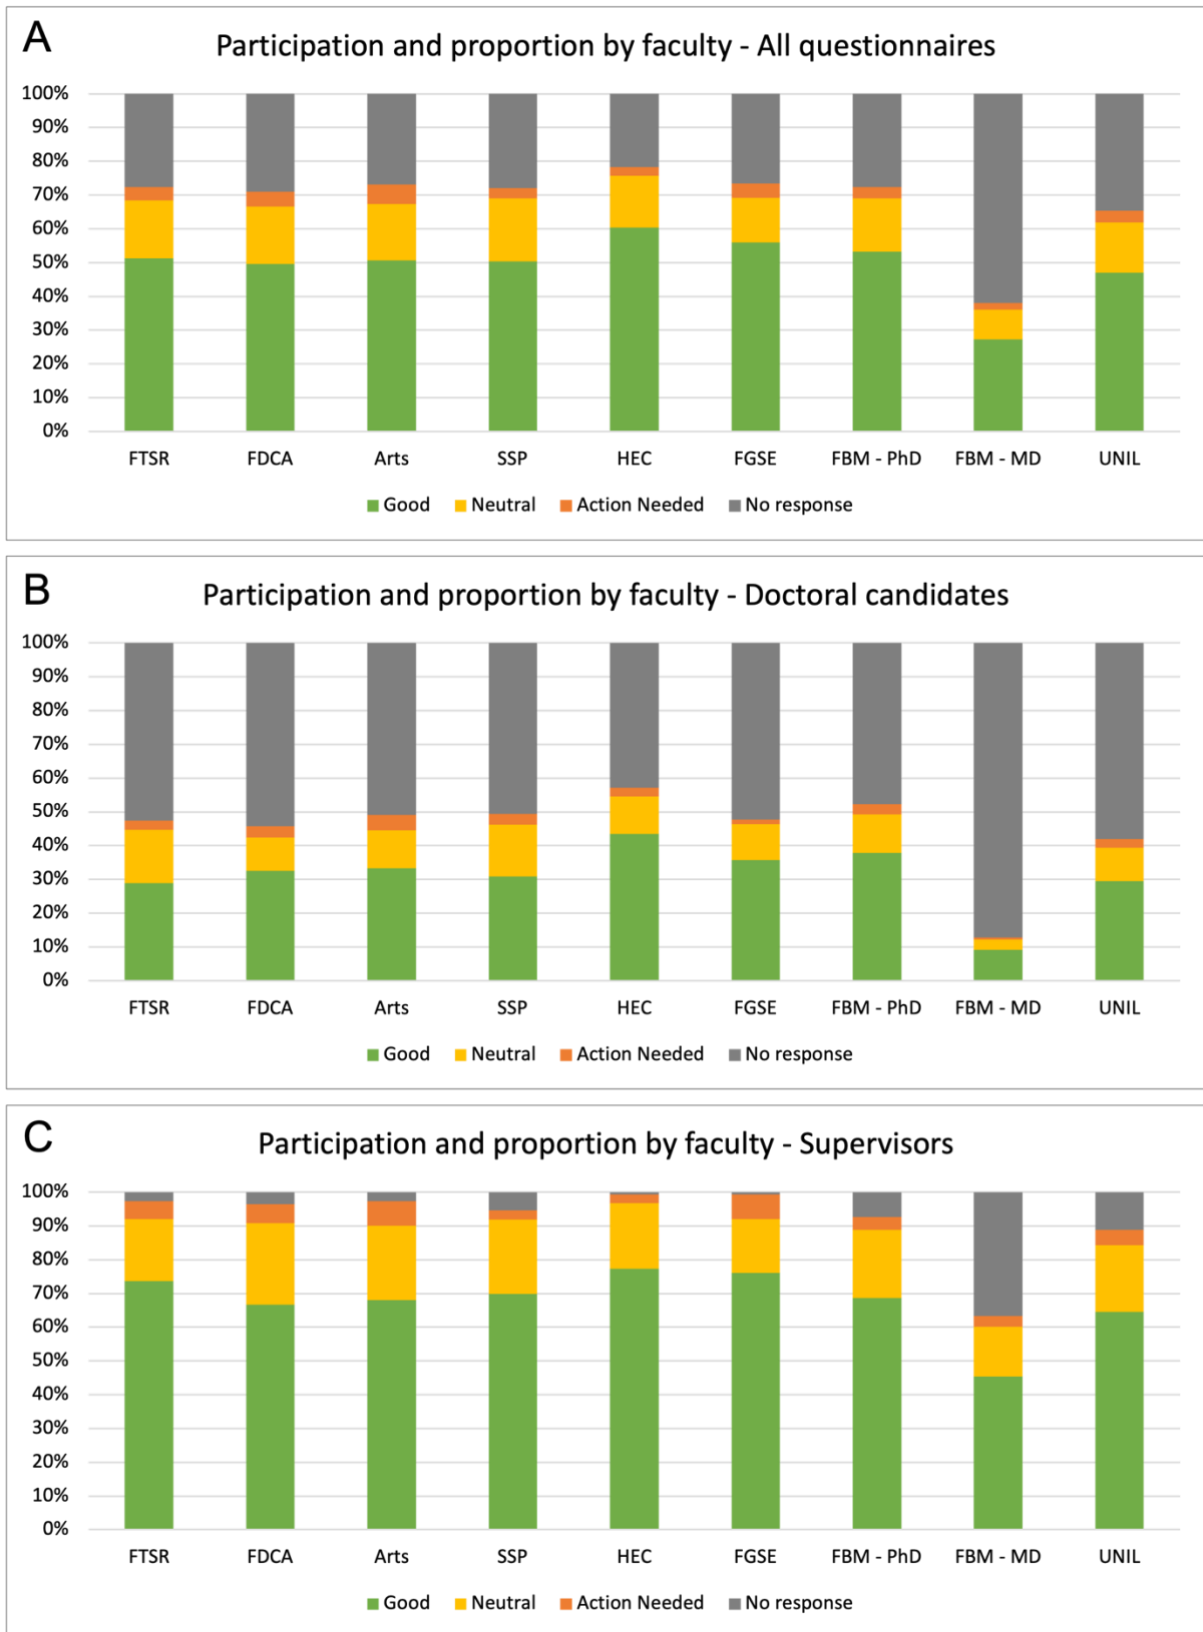 A
Participation and proportion by faculty - All questionnaires
100%
90%
80%
70%
60%
50%
40%
30%
20%
10%
0%
FTSR FDCA Arts SSP HEC FGSE FBM - PhD FBM - MD UNIL
Good Neutral Action Needed No response
B
Participation and proportion by faculty - Doctoral candidates
100%
90%
80%
70%
60%
50%
40%
30%
20%
10%
0%
FTSR FDCA Arts SSP HEC FGSE FBM - PhD FBM - MD UNIL
Good Neutral Action Needed No response
C
Participation and proportion by faculty - Supervisors
100%
90%
80%
70%
60%
50%
40%
30%
20%
10%
0%
FTSR FDCA Arts SSP HEC FGSE FBM - PhD FBM - MD UNIL
Good Neutral Action Needed No response